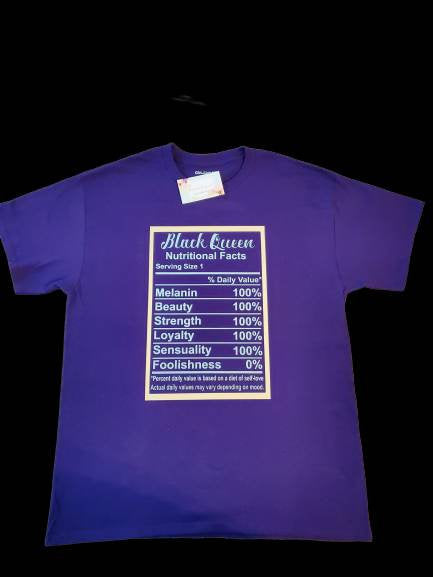 Black Queen
Nutritional Facts
Serving Size 1
% Daily Value*
Melanin 100%
Beauty 100%
Strength 100%
Loyalty 100%
Sensuality 100%
Foolishness 0%
*Percent daily value is based on a diet of self-love
Actual daily values may vary depending on mood.